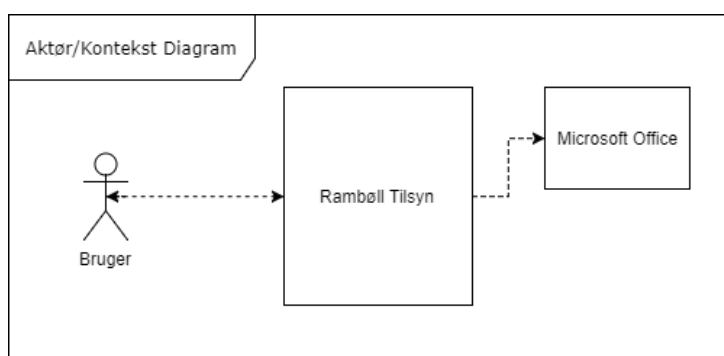 Aktør/Kontekst Diagram
Microsoft Office
Rambøll Tilsyn
Bruger